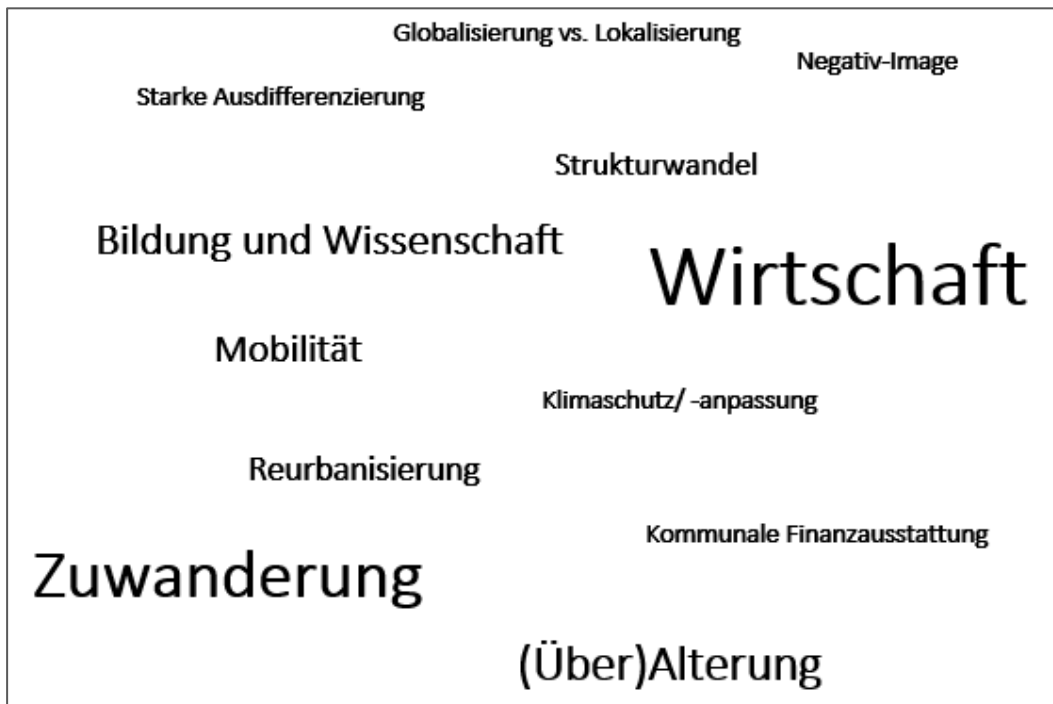 Globalisierung vs. Lokalisierung
Negativ-Image
Starke Ausdifferenzierung
Strukturwandel
Bildung und Wissenschaft
Wirtschaft
Mobilität
Klimaschutz/ -anpassung
Reurbanisierung
Kommunale Finanzausstattung
Zuwanderung
(Über)Alterung